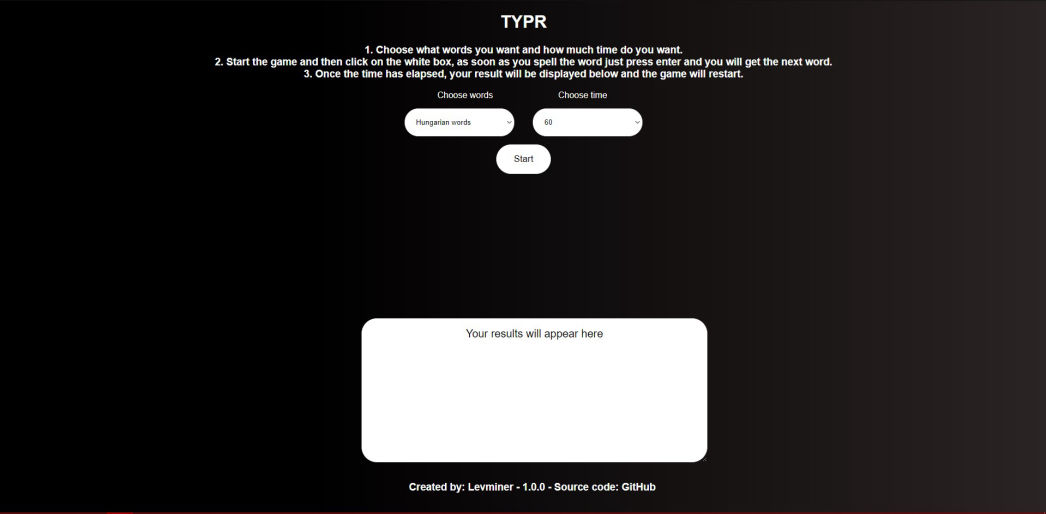 TYPR
1. Choose what words you want and how much time do you want.
2. Start the game and then click on the white box, as soon as you spell the word just press enter and you will get the next word.
3. Once the time has elapsed, your result will be displayed below and the game will restart.
Choose words Choose time
Hungarian words 60
Start
Your results will appear here
Created by: Levminer - 1.0.0 - Source code: GitHub